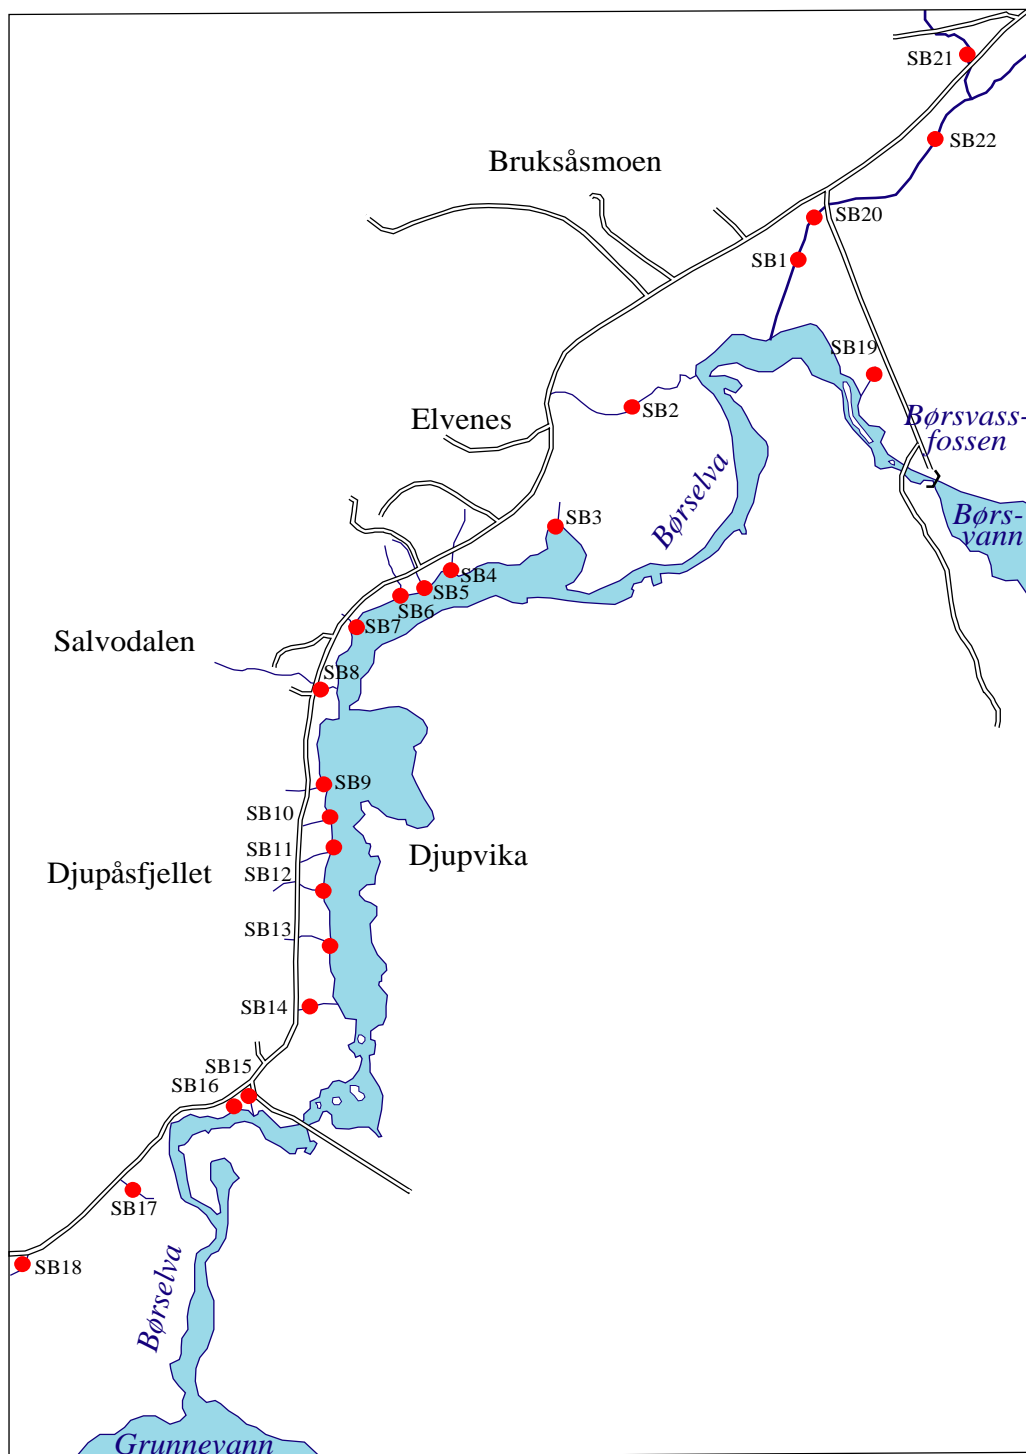 SB21
SB22
Bruksåsmoen
SB20
SB1
SB19
SB2
Elvenes
Børsvass-
fossen
Børselva
Børs-
vann
SB3
SB4
SB5
SB6
SB7
Salvodalen
SB8
SB9
SB10
SB11
Djupvika
SB12
Djupåsfjellet
SB13
SB14
SB15
SB16
SB17
SB18
Børselva
Grunnevann